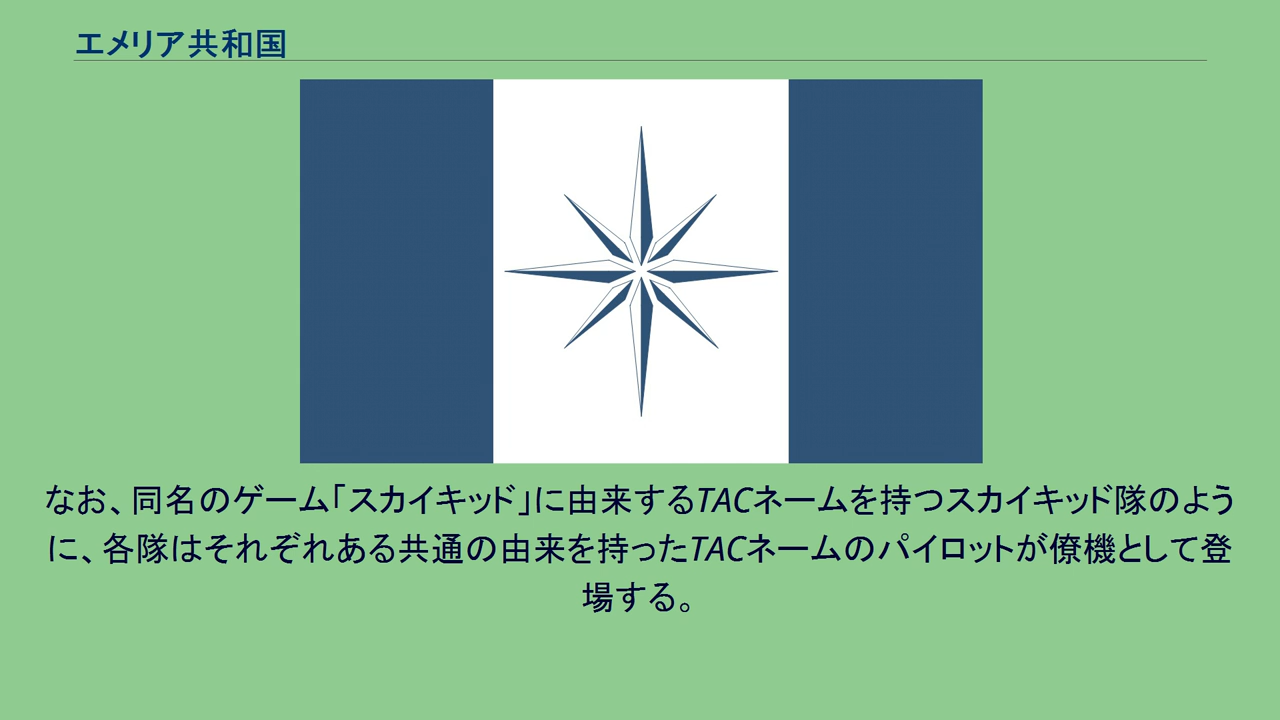 エメリア共和国
なお、同名のゲーム「スカイキッド」に由来するTACネームを持つスカイキッド隊のよう
に、各隊はそれぞれある共通の由来を持ったTACネームのパイロットが僚機として登
場する。